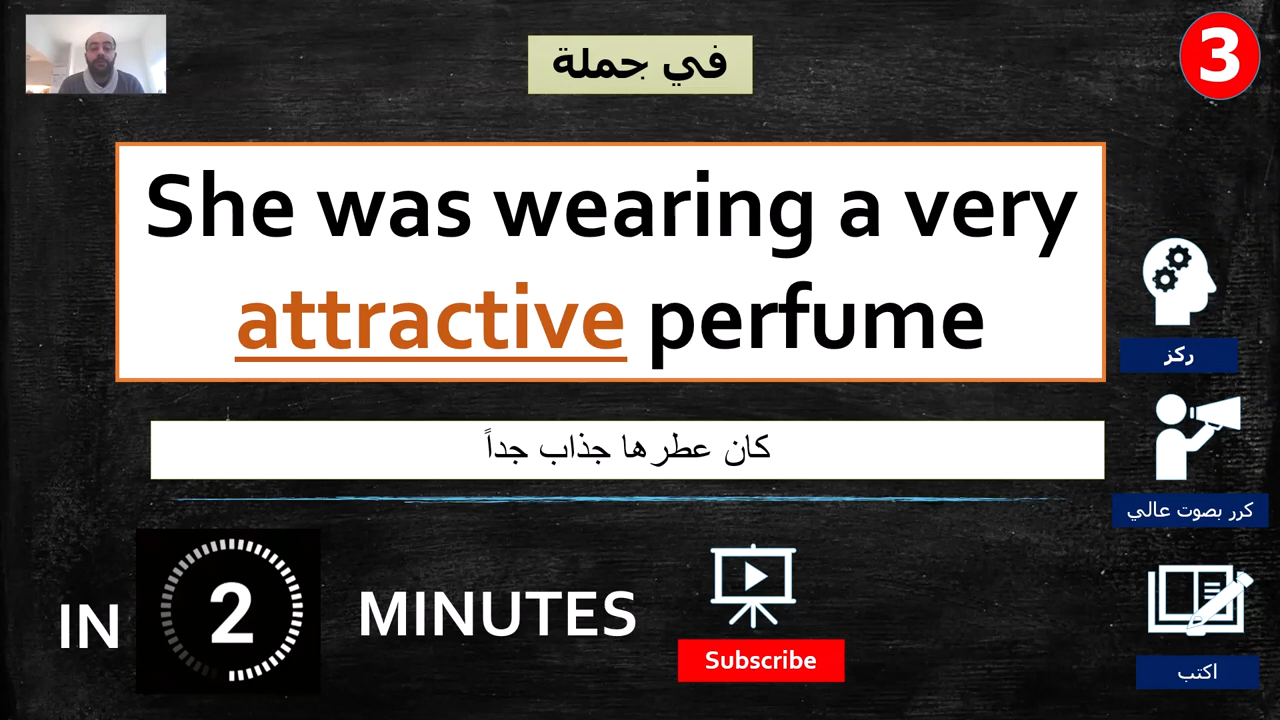 في جملة
3
She was wearing a very
attractive perfume
كان عطرها جذاب جداً
ركز
كرر بصوت عالي
اكتب
IN 2 MINUTES
Subscribe